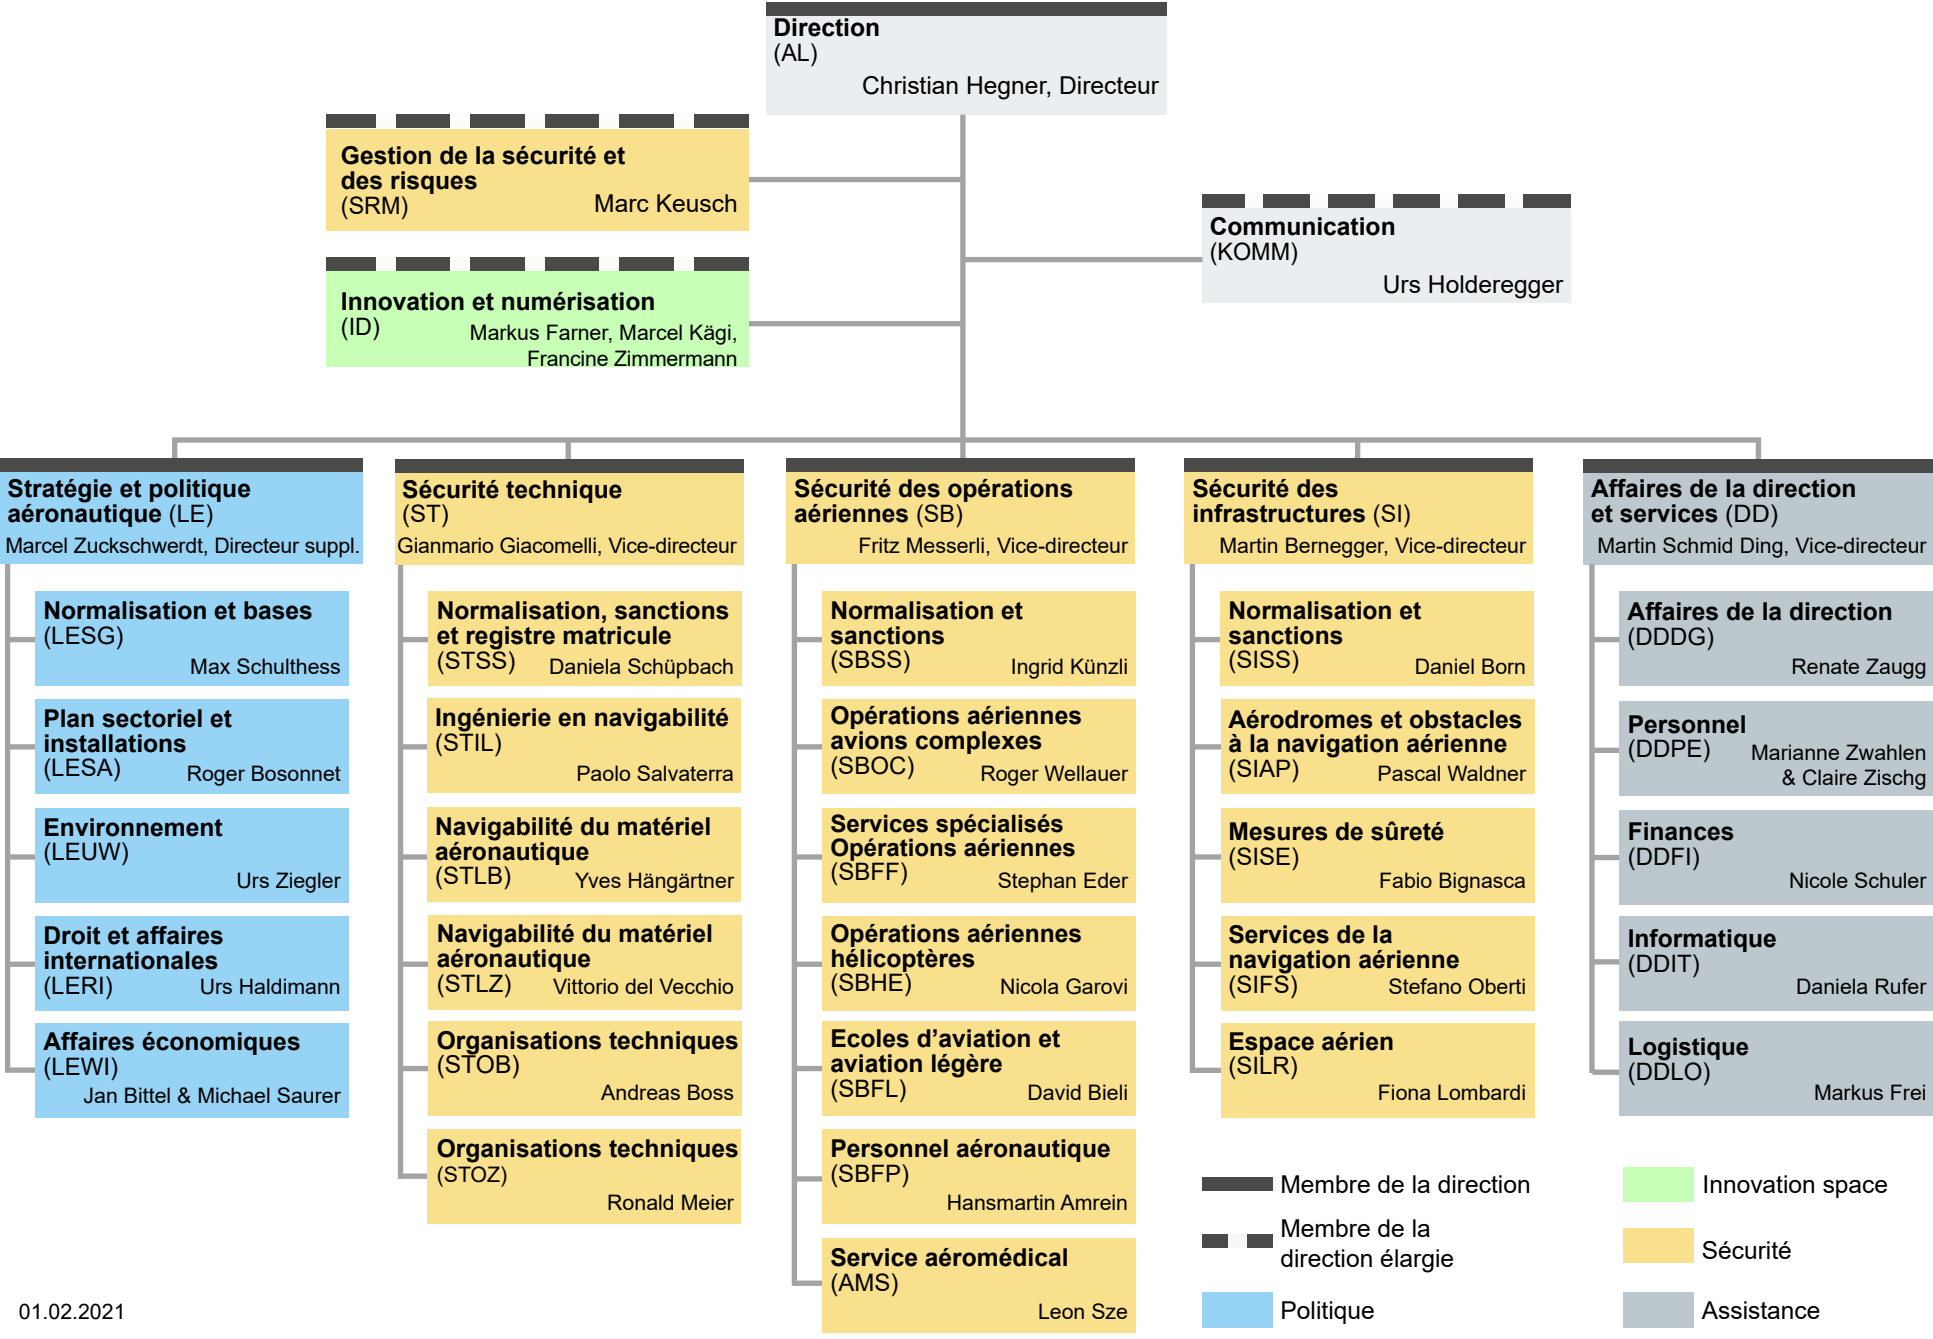 Direction
(AL)
Christian Hegner, Directeur
Gestion de la sécurité et
des risques
(SRM)
Marc Keusch
Communication
(KOMM)
Urs Holderegger
Innovation et numérisation
(ID)
Markus Farner, Marcel Kägi,
Francine Zimmermann
Stratégie et politique
aéronautique (LE)
Marcel Zuckschwerdt, Directeur suppl.
Normalisation et bases
(LESG)
Max Schulthess
Plan sectoriel et
installations
(LESA)
Roger Bosonnet
Environnement
(LEUW)
Urs Ziegler
Droit et affaires
internationales
(LERI)
Urs Haldimann
Affaires économiques
(LEWI)
Jan Bittel & Michael Saurer
Sécurité technique
(ST)
Gianmario Giacomelli, Vice-directeur
Normalisation, sanctions
et registre matricule
(STSS)
Daniela Schüpbach
Ingénierie en navigabilité
(STIL)
Paolo Salvaterra
Navigabilité du matériel
aéronautique
(STLB)
Yves Hängärtner
Navigabilité du matériel
aéronautique
(STLZ)
Vittorio del Vecchio
Organisations techniques
(STOB)
Andreas Boss
Organisations techniques
(STOZ)
Ronald Meier
Sécurité des opérations
aériennes (SB)
Fritz Messerli, Vice-directeur
Normalisation et
sanctions
(SBSS)
Ingrid Künzli
Opérations aériennes
avions complexes
(SBOC)
Roger Wellauer
Services spécialisés
Opérations aériennes
(SBFF)
Stephan Eder
Opérations aériennes
hélicoptères
(SBHE)
Nicola Garovi
Ecoles d’aviation et
aviation légère
(SBFL)
David Bieli
Personnel aéronautique
(SBFP)
Hansmartin Amrein
Service aéromédical
(AMS)
Leon Sze
Sécurité des
infrastructures (SI)
Martin Bernegger, Vice-directeur
Normalisation et
sanctions
(SISS)
Daniel Born
Aérodromes et obstacles
à la navigation aérienne
(SIAP)
Pascal Waldner
Mesures de sûreté
(SISE)
Fabio Bignasca
Services de la
navigation aérienne
(SIFS)
Stefano Oberti
Espace aérien
(SILR)
Fiona Lombardi
Affaires de la direction
et services (DD)
Martin Schmid Ding, Vice-directeur
Affaires de la direction
(DDDG)
Renate Zaugg
Personnel
(DDPE)
Marianne Zwahlen
& Claire Zischg
Finances
(DDFI)
Nicole Schuler
Informatique
(DDIT)
Daniela Rufer
Logistique
(DDLO)
Markus Frei
Membre de la direction
Membre de la
direction élargie
Politique
Innovation space
Sécurité
Assistance
01.02.2021